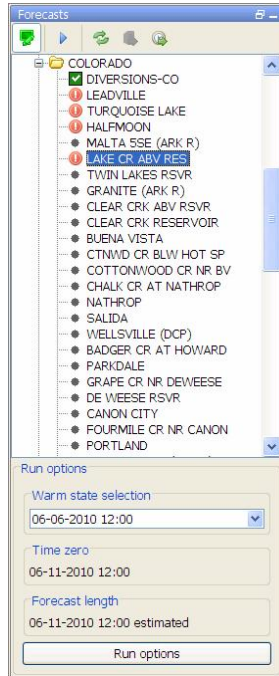 Forecasts
COLORADO
DIVERSIONS-CO
LEADVILLE
TURQUOISE LAKE
HALFMOON
MALTA 5SE (ARK R)
LAKE CR ABV RES
TWIN LAKES RSVR
GRANITE (ARK R)
CLEAR CRK ABV RSVR
CLEAR CRK RESERVOIR
BUENA VISTA
CTNWD CR BLW HOT SP
COTTONWOOD CR NR BV
CHALK CR AT NATHROP
NATHROP
SALIDA
WELLSVILLE (DCP)
BADGER CR AT HOWARD
PARKDALE
GRAPE CR NR DEWEESE
DE WEESE RSVR
CANON CITY
FOURMILE CR NR CANON
PORTLAND
Run options
Warm state selection
06-06-2010 12:00
Time zero
06-11-2010 12:00
Forecast length
06-11-2010 12:00 estimated
Run options